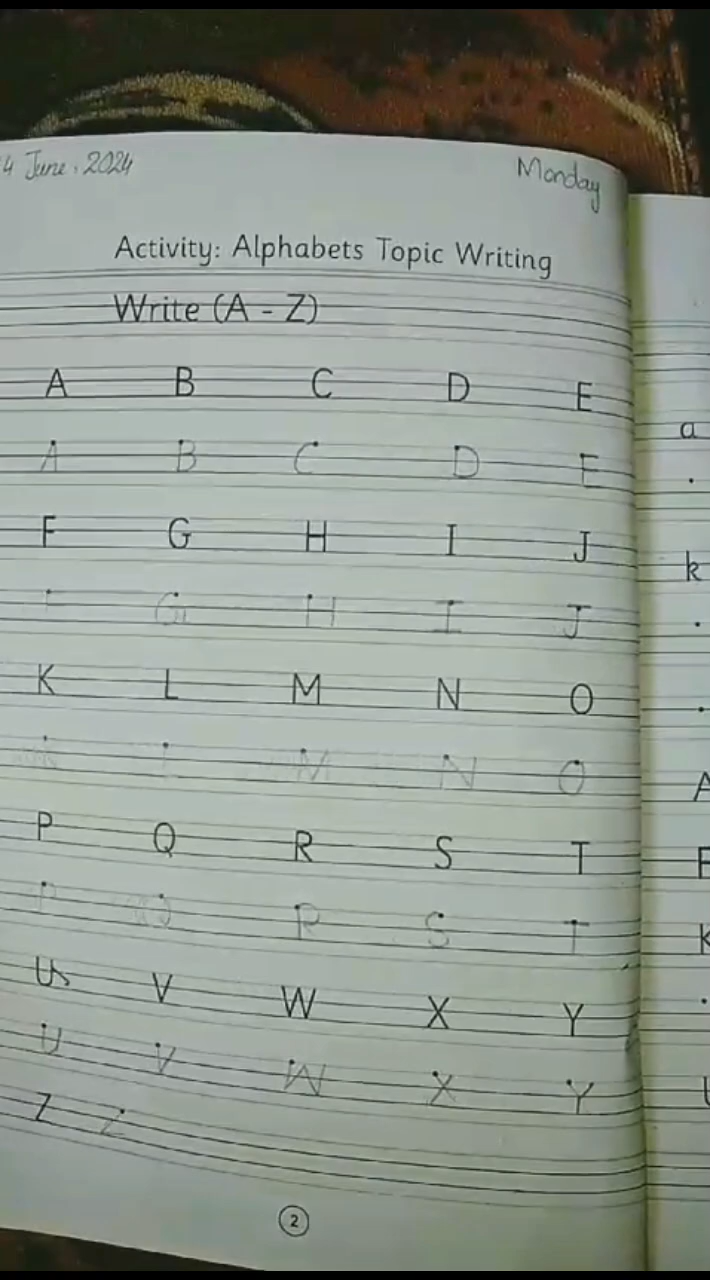 4 June, 2024 Monday
Activity: Alphabets Topic Writing
Write (A - Z)
A B C D E
A B C D E
F G H I J
F G H I J
K L M N O
L M N O
P Q R S T
P Q R S T
U V W X Y
U V W X Y
Z Z
2
a
k
A
F
K